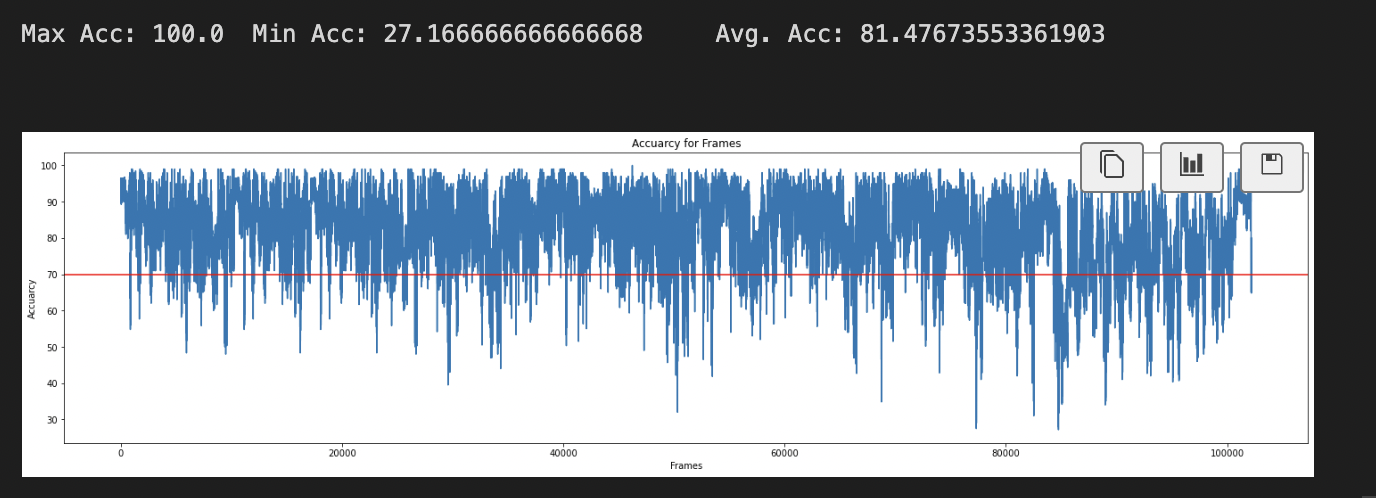 Max Acc: 100.0 Min Acc: 27.166666666666668 Avg. Acc: 81.47673553361903
Accuarcy for Frames
100
90
80
70
60
50
40
30
Accuarcy
0 20000 40000 60000 80000 100000
Frames